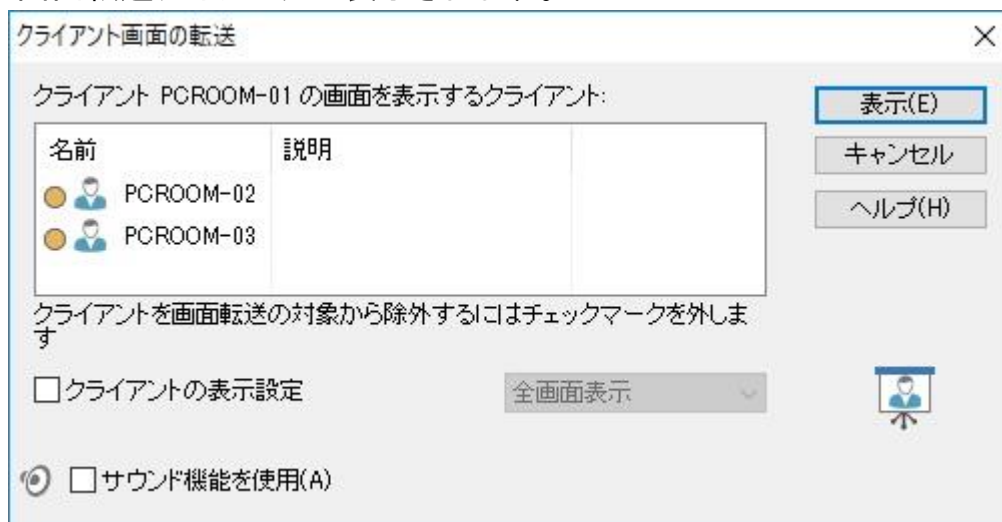 クライアント画面の転送
クライアント PCROOM-01 の画面を表示するクライアント:
表示(E)
名前 説明
キャンセル
PCROOM-02
ヘルプ(H)
PCROOM-03
クライアントを画面転送の対象から除外するにはチェックマークを外しま
す
クライアントの表示設定
全画面表示
サウンド機能を使用(A)